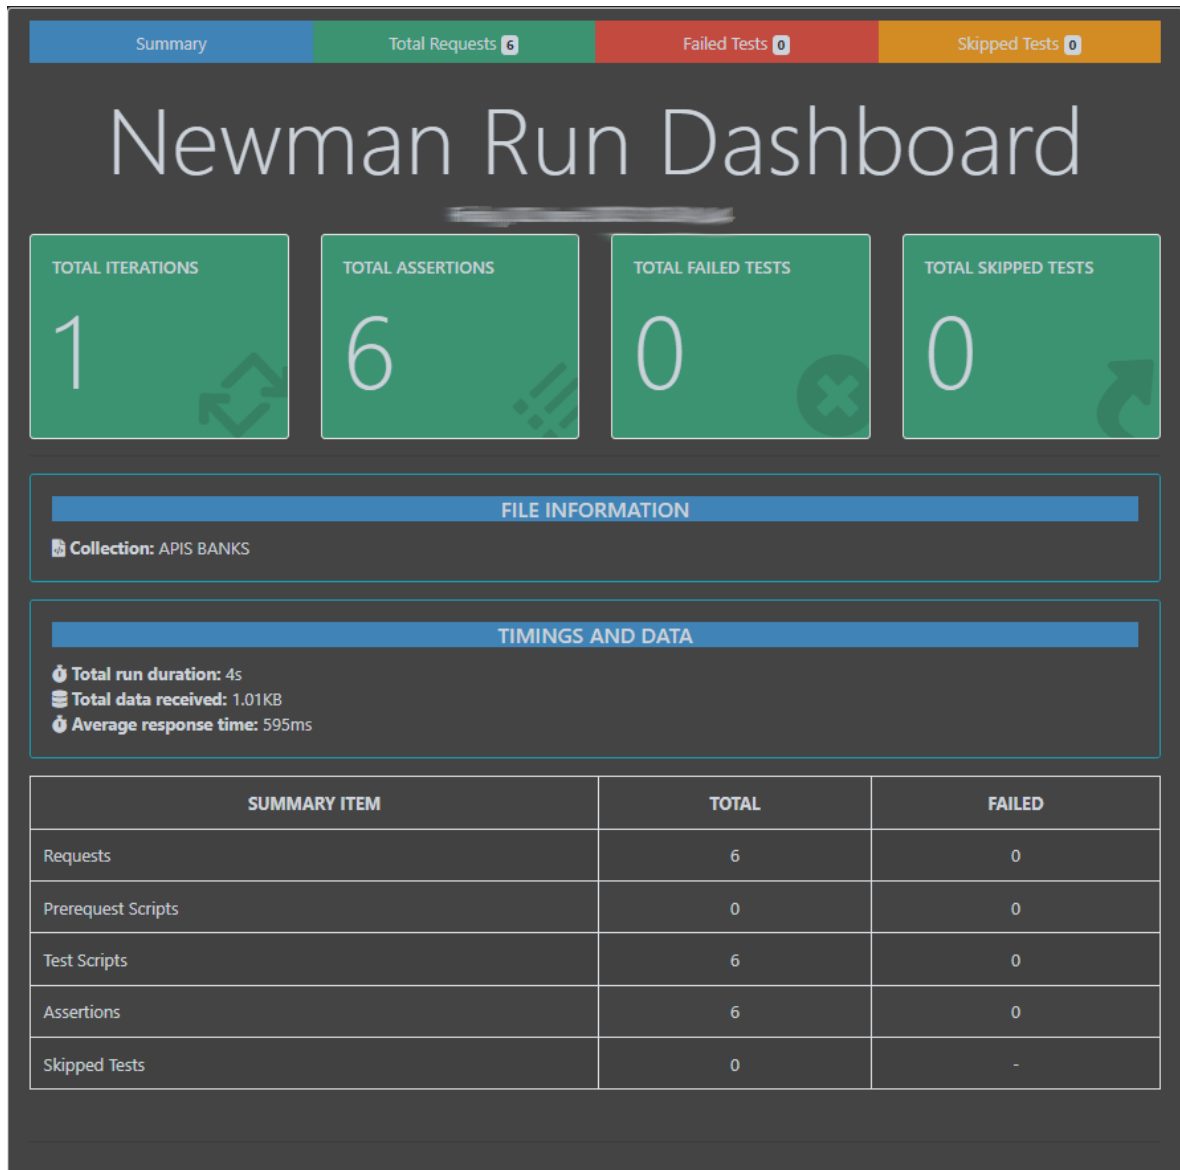 Summary Total Requests 6 Failed Tests 0 Skipped Tests 0
Newman Run Dashboard
TOTAL ITERATIONS TOTAL ASSERTIONS TOTAL FAILED TESTS TOTAL SKIPPED TESTS
1 6 0 0
FILE INFORMATION
Collection: APIS BANKS
TIMINGS AND DATA
Total run duration: 4s
Total data received: 1.01KB
Average response time: 595ms
SUMMARY ITEM TOTAL FAILED
Requests 6 0
Prerequest Scripts 0 0
Test Scripts 6 0
Assertions 6 0
Skipped Tests 0 -